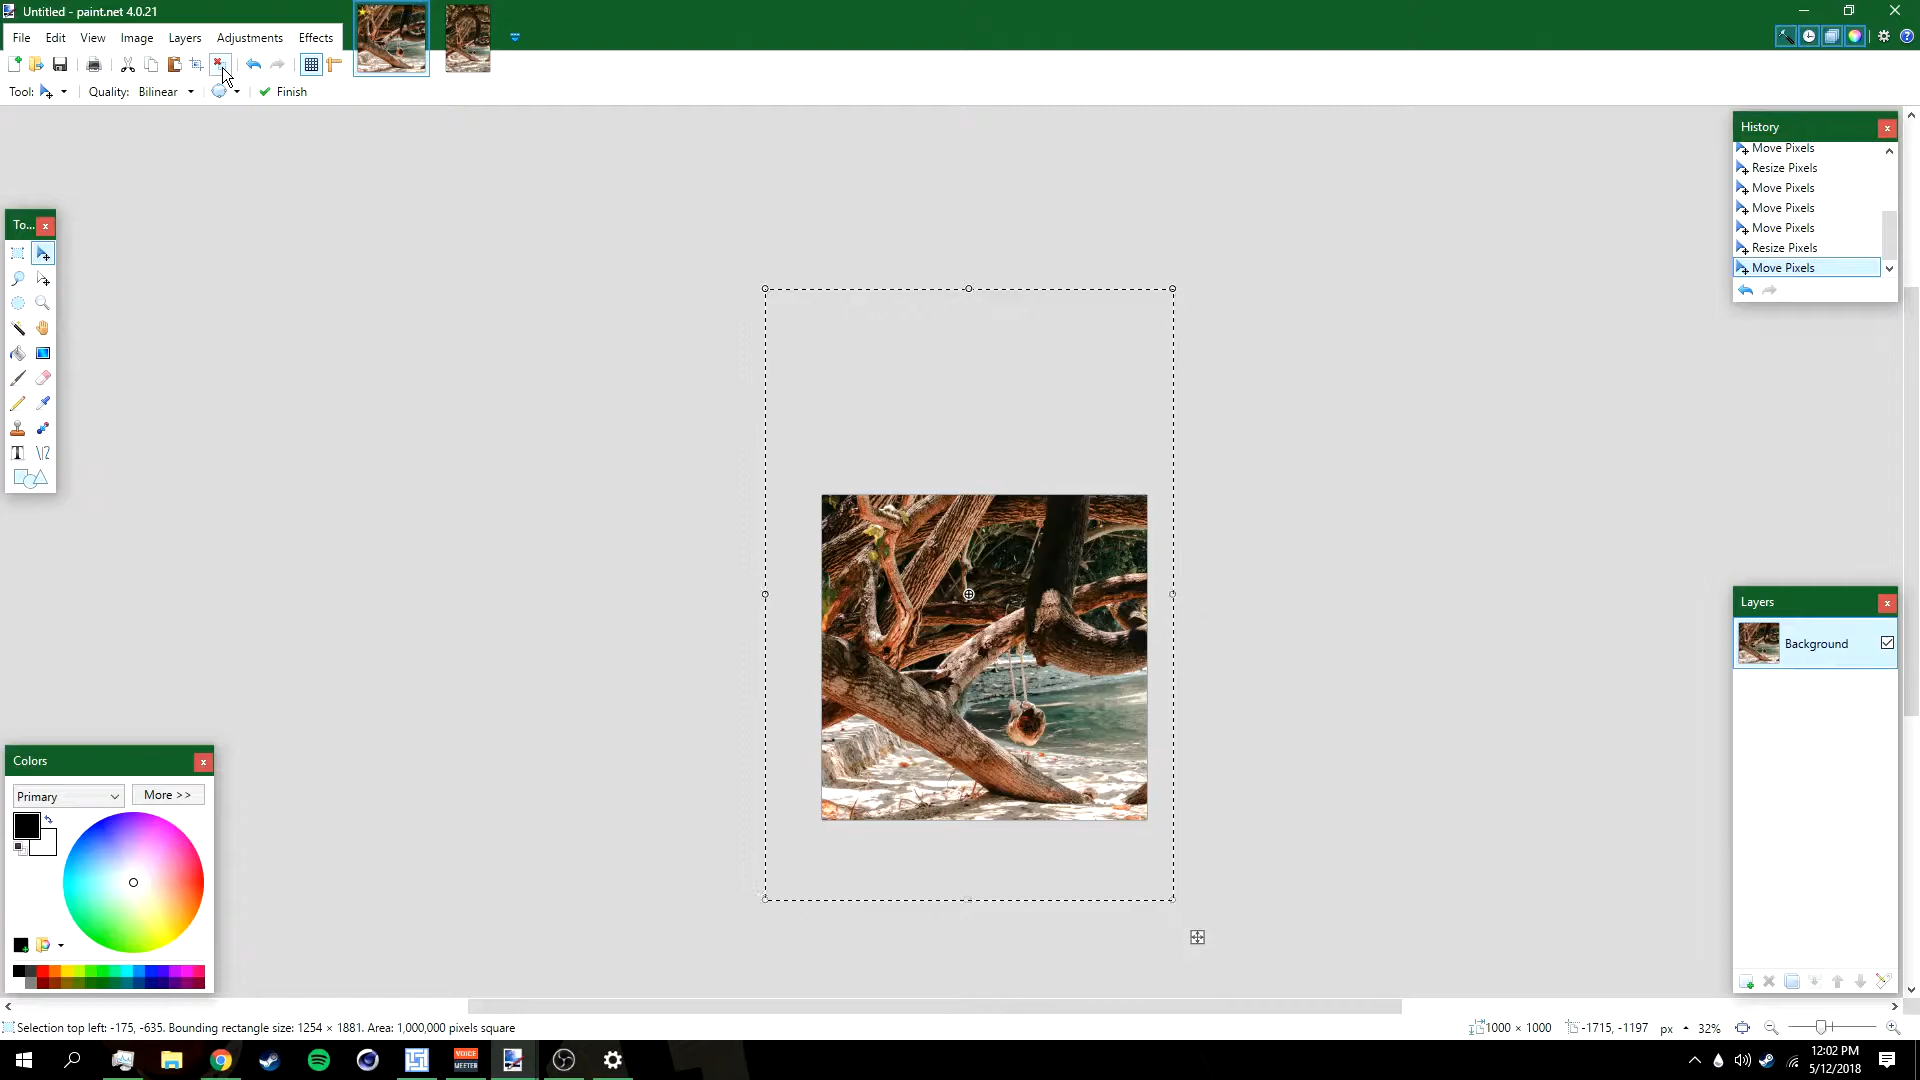 Untitled - paint.net 4.0.21
File Edit View Image Layers Adjustments Effects
Tool: Quality: Bilinear Finish
History
Move Pixels
Resize Pixels
Move Pixels
Move Pixels
Move Pixels
Resize Pixels
Move Pixels
To...
Layers
Background
Colors
Primary More >>
Selection top left: -175, -635. Bounding rectangle size: 1254 × 1881. Area: 1,000,000 pixels square
1000 × 1000 -1715, -1197 px 32%
VOICE
MEETER
12:02 PM
5/12/2018